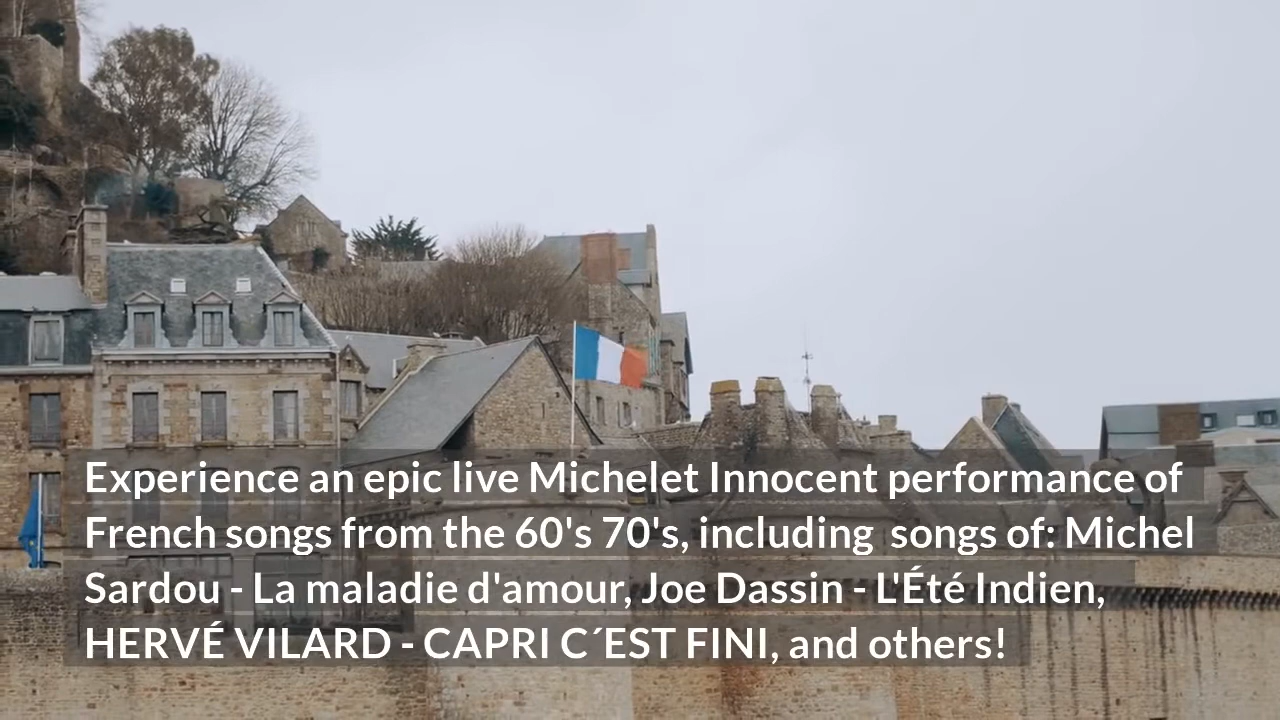 Experience an epic live Michelet Innocent performance of
French songs from the 60's 70's, including  songs of: Michel
Sardou - La maladie d'amour, Joe Dassin - L'Été Indien,
HERVÉ VILARD - CAPRI C´EST FINI, and others!